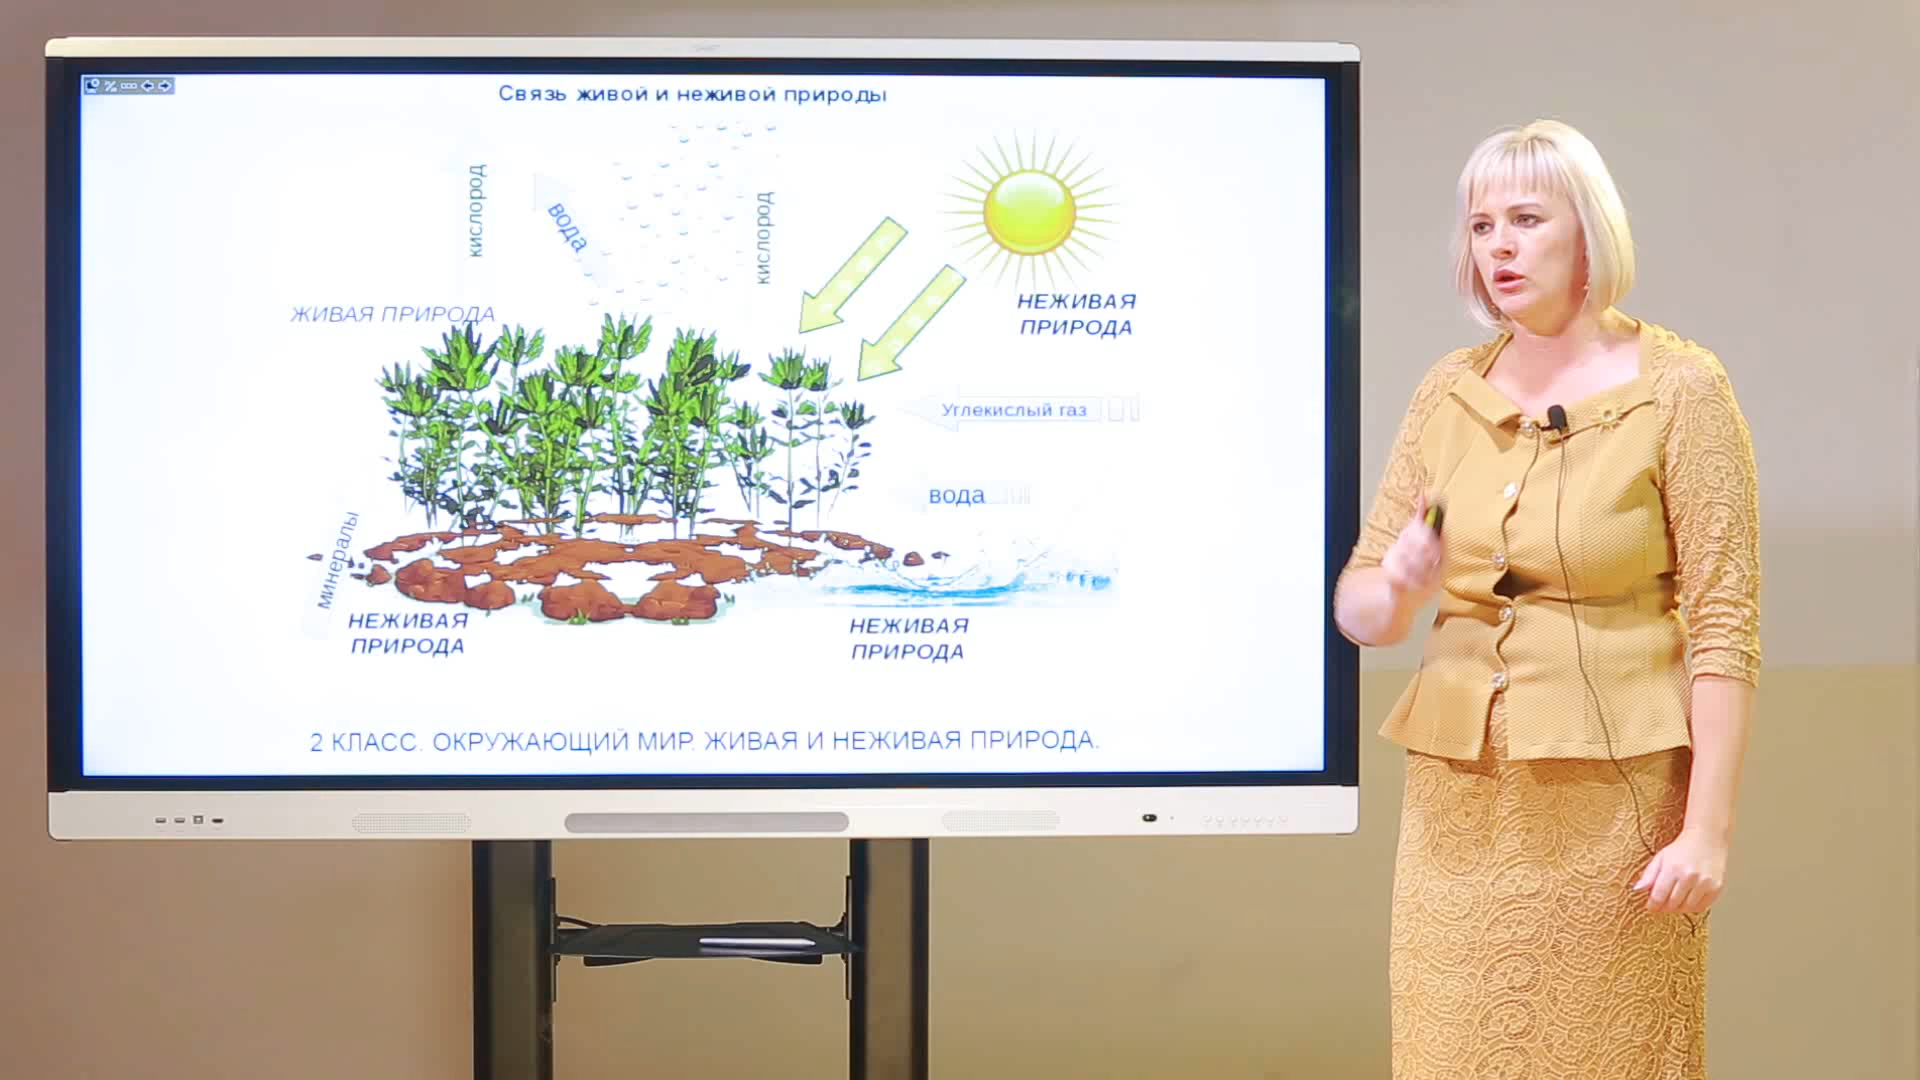 Связь живой и неживой природы
кислород
вода
кислород
ЖИВАЯ ПРИРОДА
НЕЖИВАЯ
ПРИРОДА
Углекислый газ
вода
минералы
НЕЖИВАЯ
ПРИРОДА
НЕЖИВАЯ
ПРИРОДА
2 КЛАСС. ОКРУЖАЮЩИЙ МИР. ЖИВАЯ И НЕЖИВАЯ ПРИРОДА.